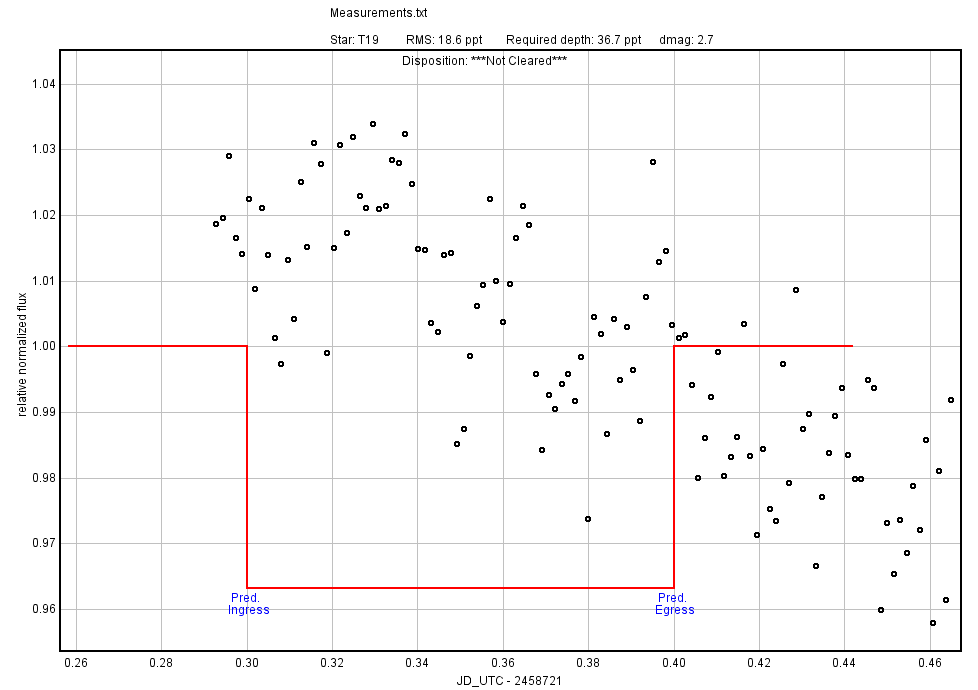 Measurements.txt
Star: T19 RMS: 18.6 ppt Required depth: 36.7 ppt dmag: 2.7
Disposition: ***Not Cleared***
1.04
1.03
1.02
1.01
1.00
0.99
0.98
0.97
0.96
relative normalized flux
Pred.
Ingress
Pred.
Egress
0.26 0.28 0.30 0.32 0.34 0.36 0.38 0.40 0.42 0.44 0.46
JD_UTC - 2458721